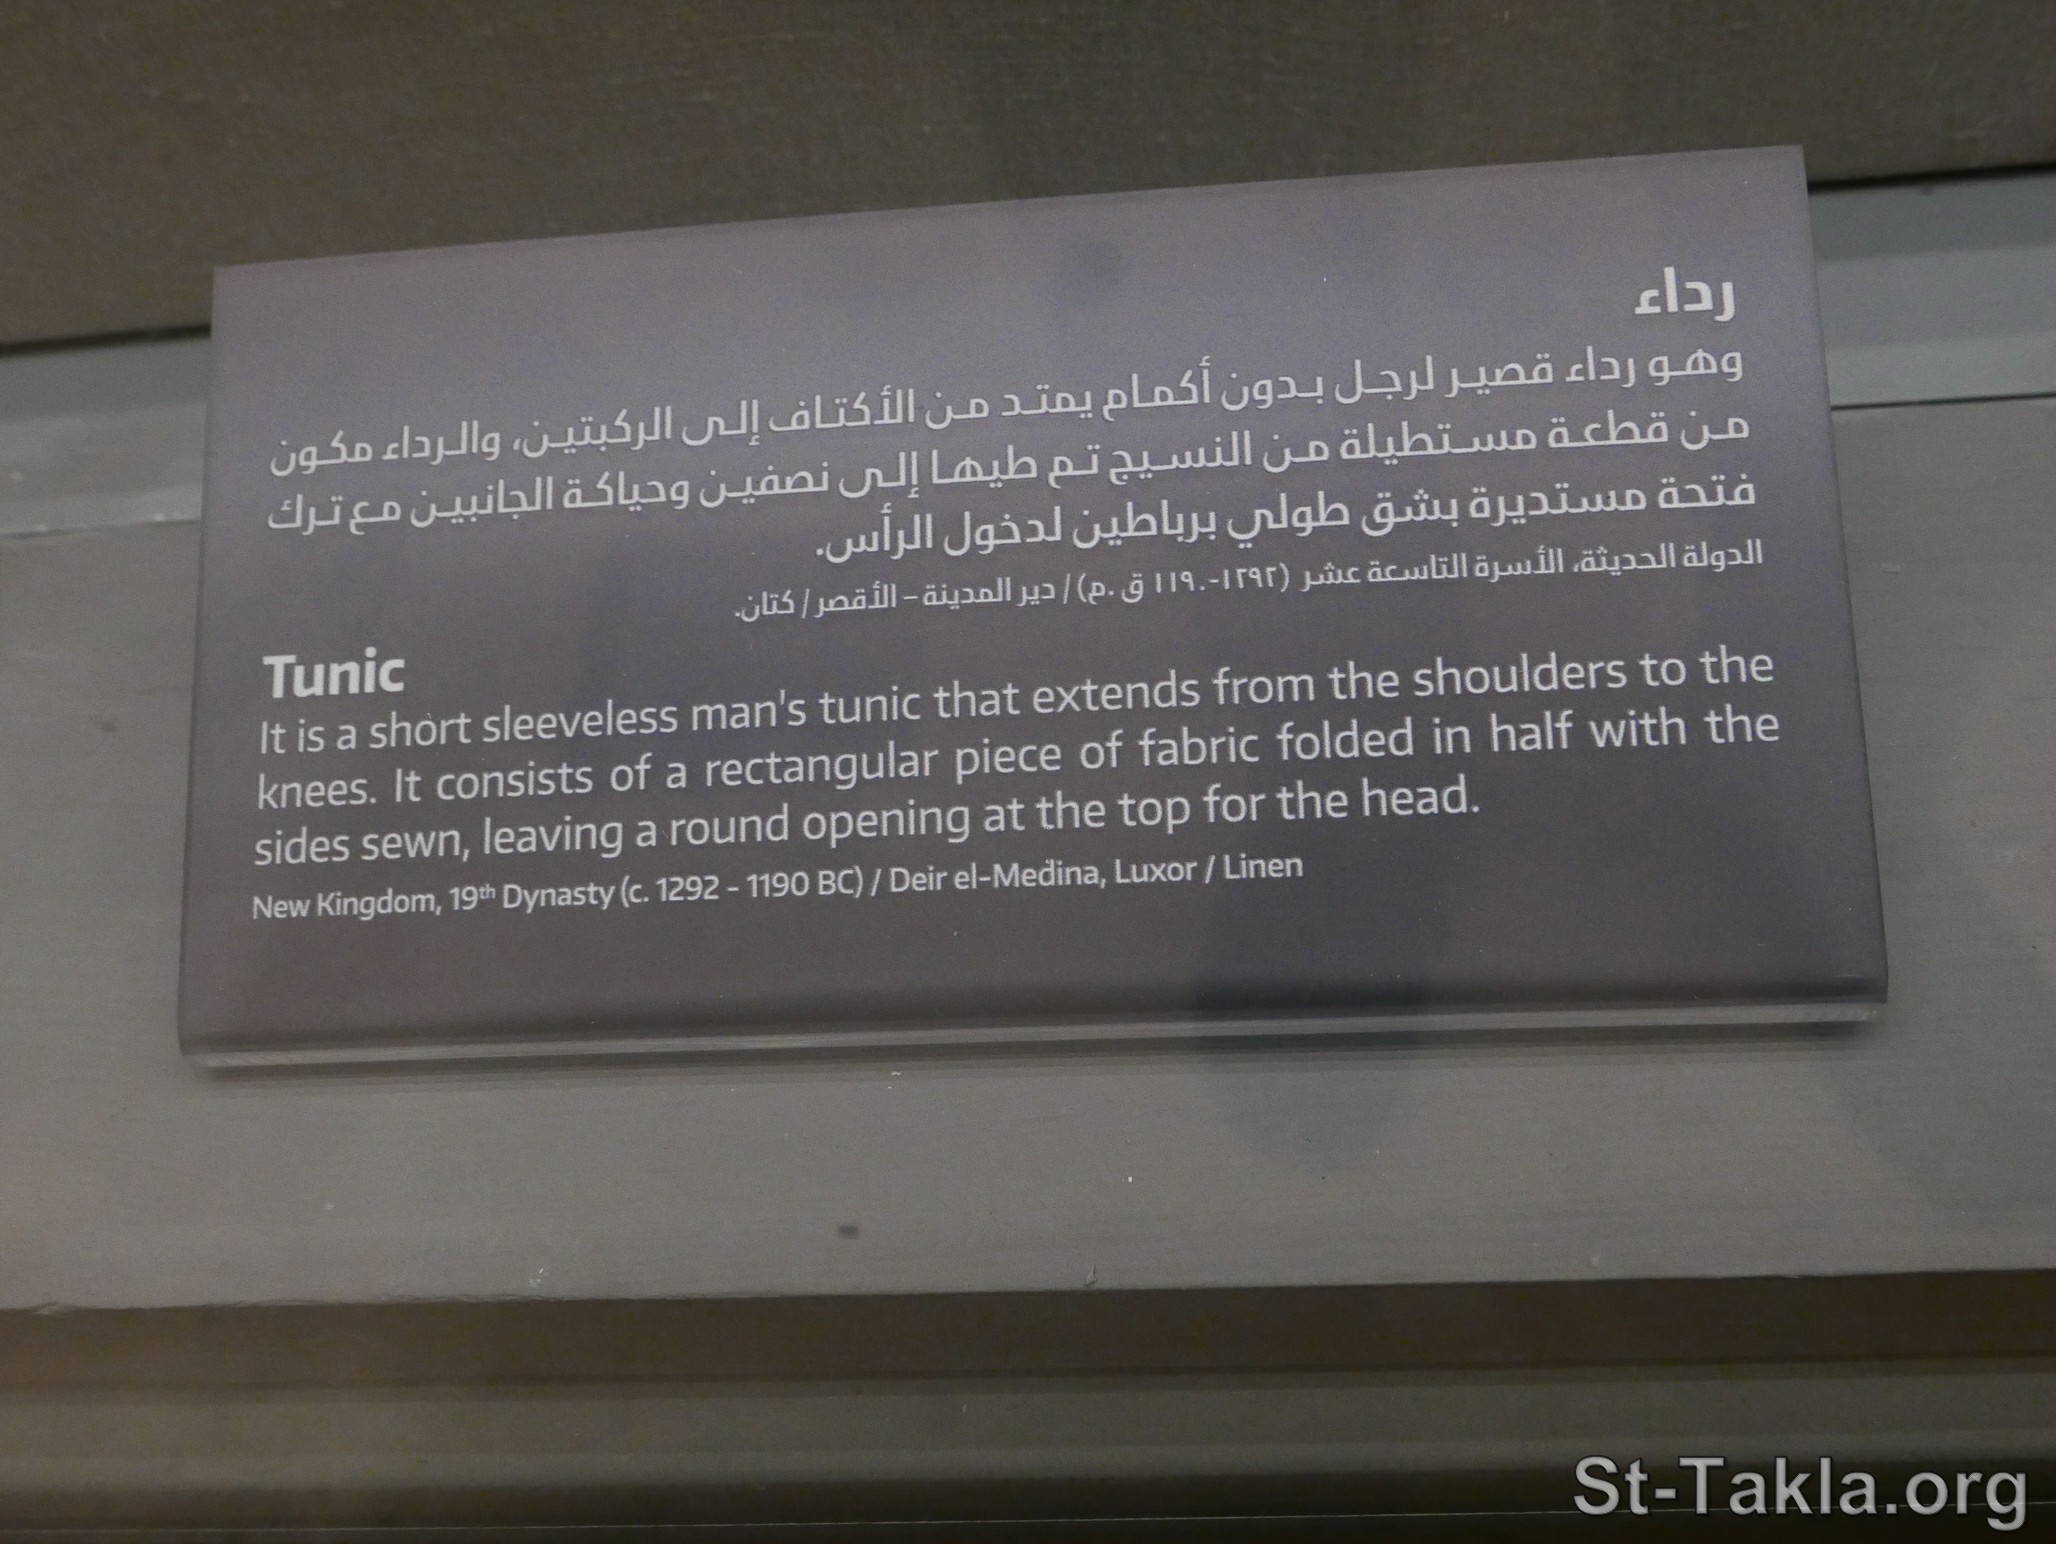 رداء
وهو رداء قصير لرجل بدون أكمام يمتد من الأكتاف إلى الركبتين، والرداء مكون
من قطعة مستطيلة من النسيج تم طيها إلى نصفين وحياكة الجانبين مع ترك
فتحة مستديرة بشق طولي برباطين لدخول الرأس.
الدولة الحديثة، الأسرة التاسعة عشر (١٢٩٢-١١٩٠ ق.م) / دير المدينة – الأقصر / كتان.
Tunic
It is a short sleeveless man's tunic that extends from the shoulders to the
knees. It consists of a rectangular piece of fabric folded in half with the
sides sewn, leaving a round opening at the top for the head.
New Kingdom, 19th Dynasty (c. 1292 - 1190 BC) / Deir el-Medina, Luxor / Linen
St-Takla.org